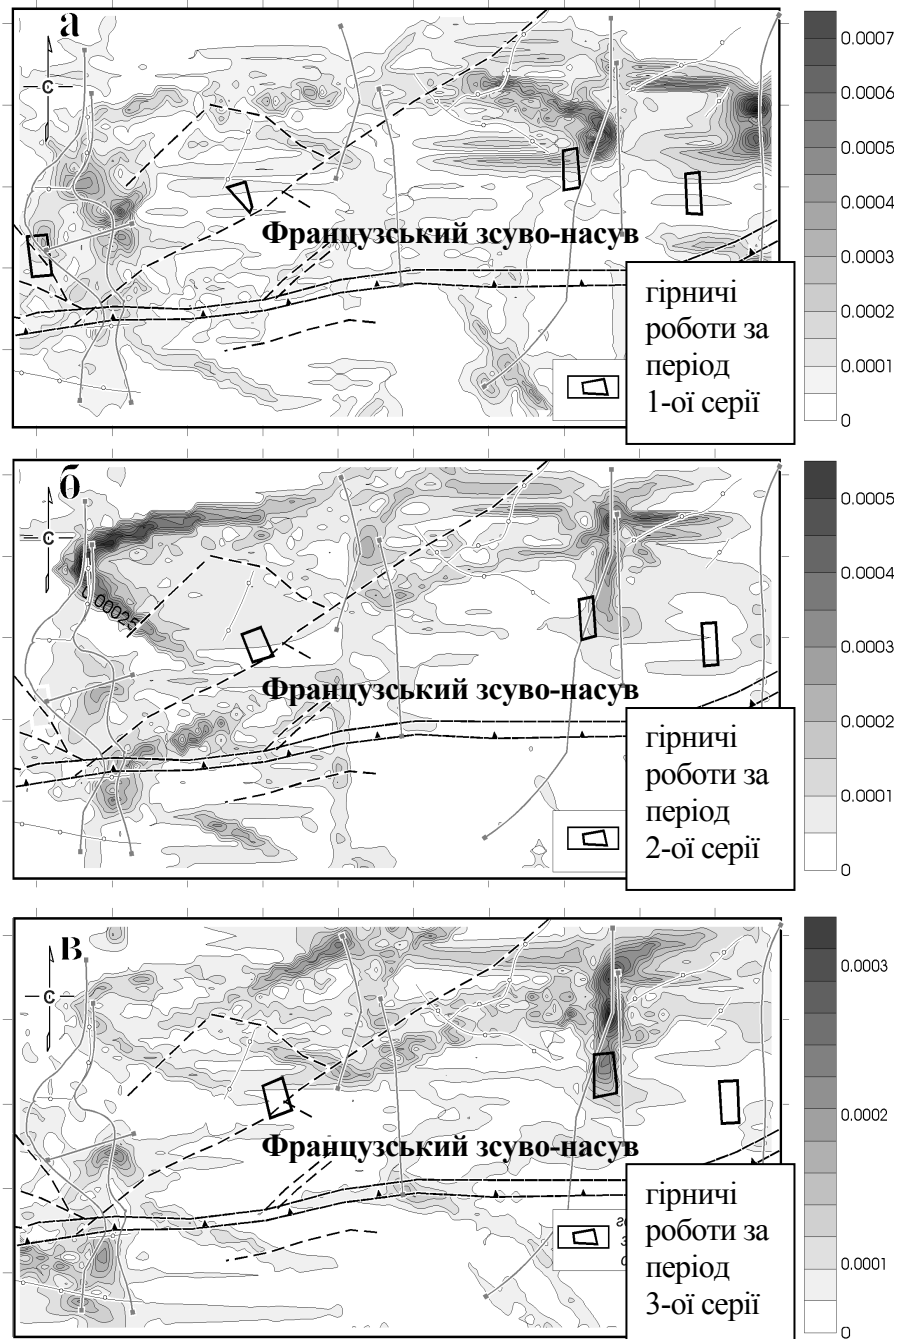 а
С
Французський зсуво-насув
гірничі
роботи за
період
1-ої серії
0.0007
0.0006
0.0005
0.0004
0.0003
0.0002
0.0001
0
б
С
0.00025
Французський зсуво-насув
гірничі
роботи за
період
2-ої серії
0.0005
0.0004
0.0003
0.0002
0.0001
0
в
С
Французський зсуво-насув
гірничі
роботи за
період
3-ої серії
0.0003
0.0002
0.0001
0